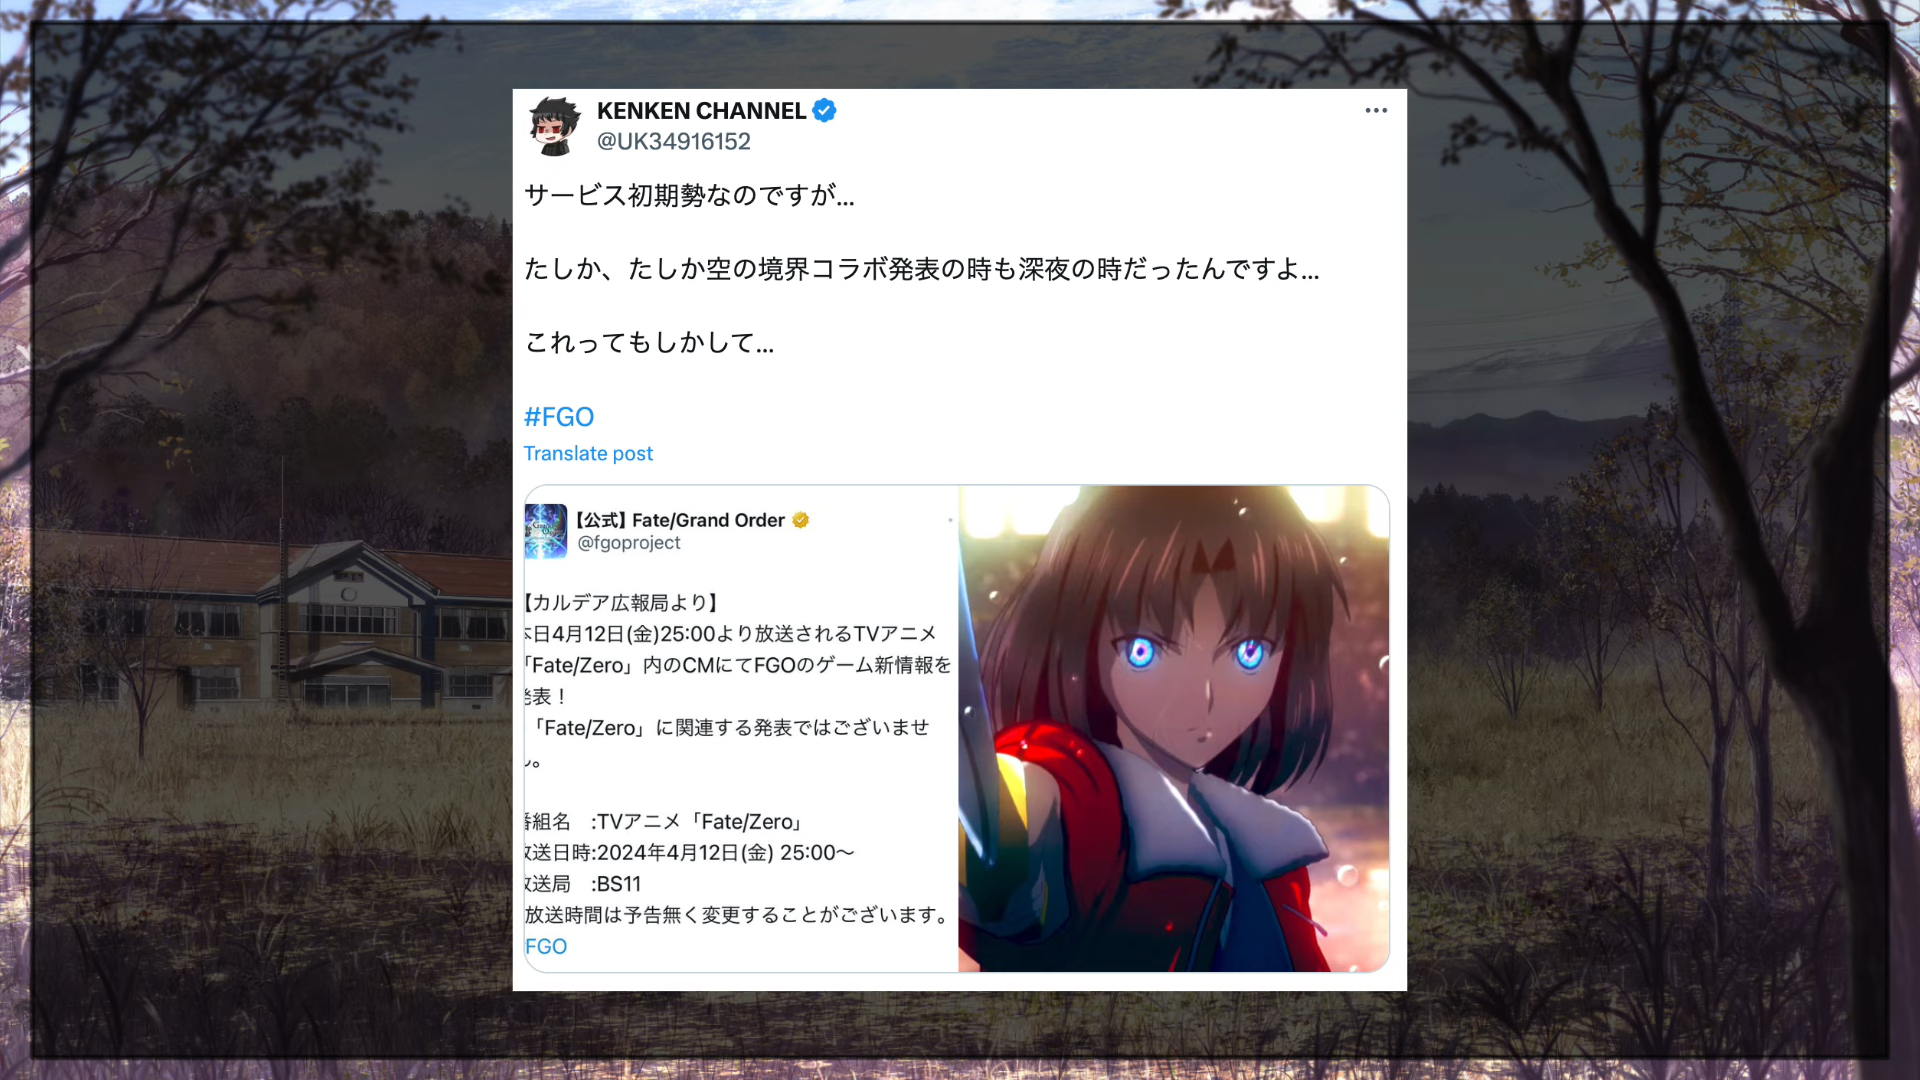 KENKEN CHANNEL
@UK34916152
サービス初期勢なのですが...
たしか、たしか空の境界コラボ発表の時も深夜の時だったんですよ...
これってもしかして...
#FGO
Translate post
【公式】Fate/Grand Order
@fgoproject
【カルデア広報局より】
本日4月12日(金)25:00より放送されるTVアニメ
「Fate/Zero」内のCMにてFGOのゲーム新情報を
発表！
「Fate/Zero」に関連する発表ではございませ
ん。
番組名　:TVアニメ「Fate/Zero」
放送日時:2024年4月12日(金) 25:00〜
放送局　:BS11
放送時間は予告無く変更することがございます。
FGO